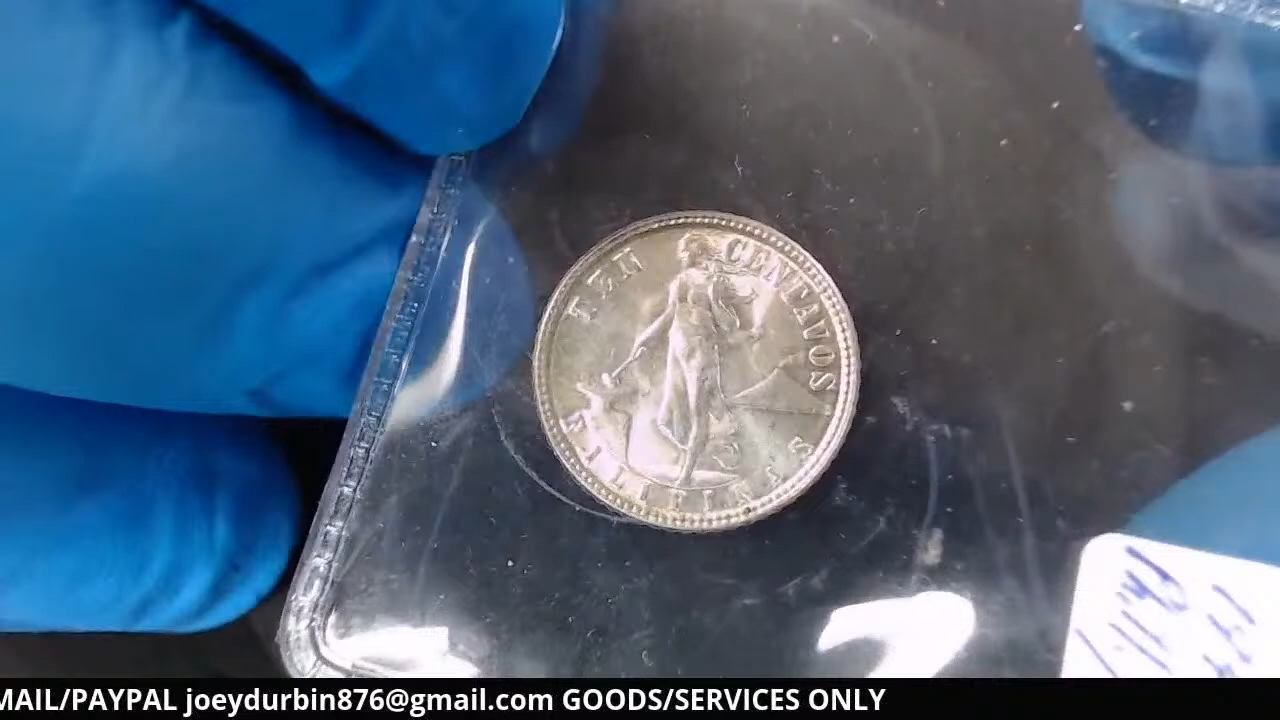 TEN CENTAVOS
FILIPINAS
MAIL/PAYPAL joeydurbin876@gmail.com GOODS/SERVICES ONLY